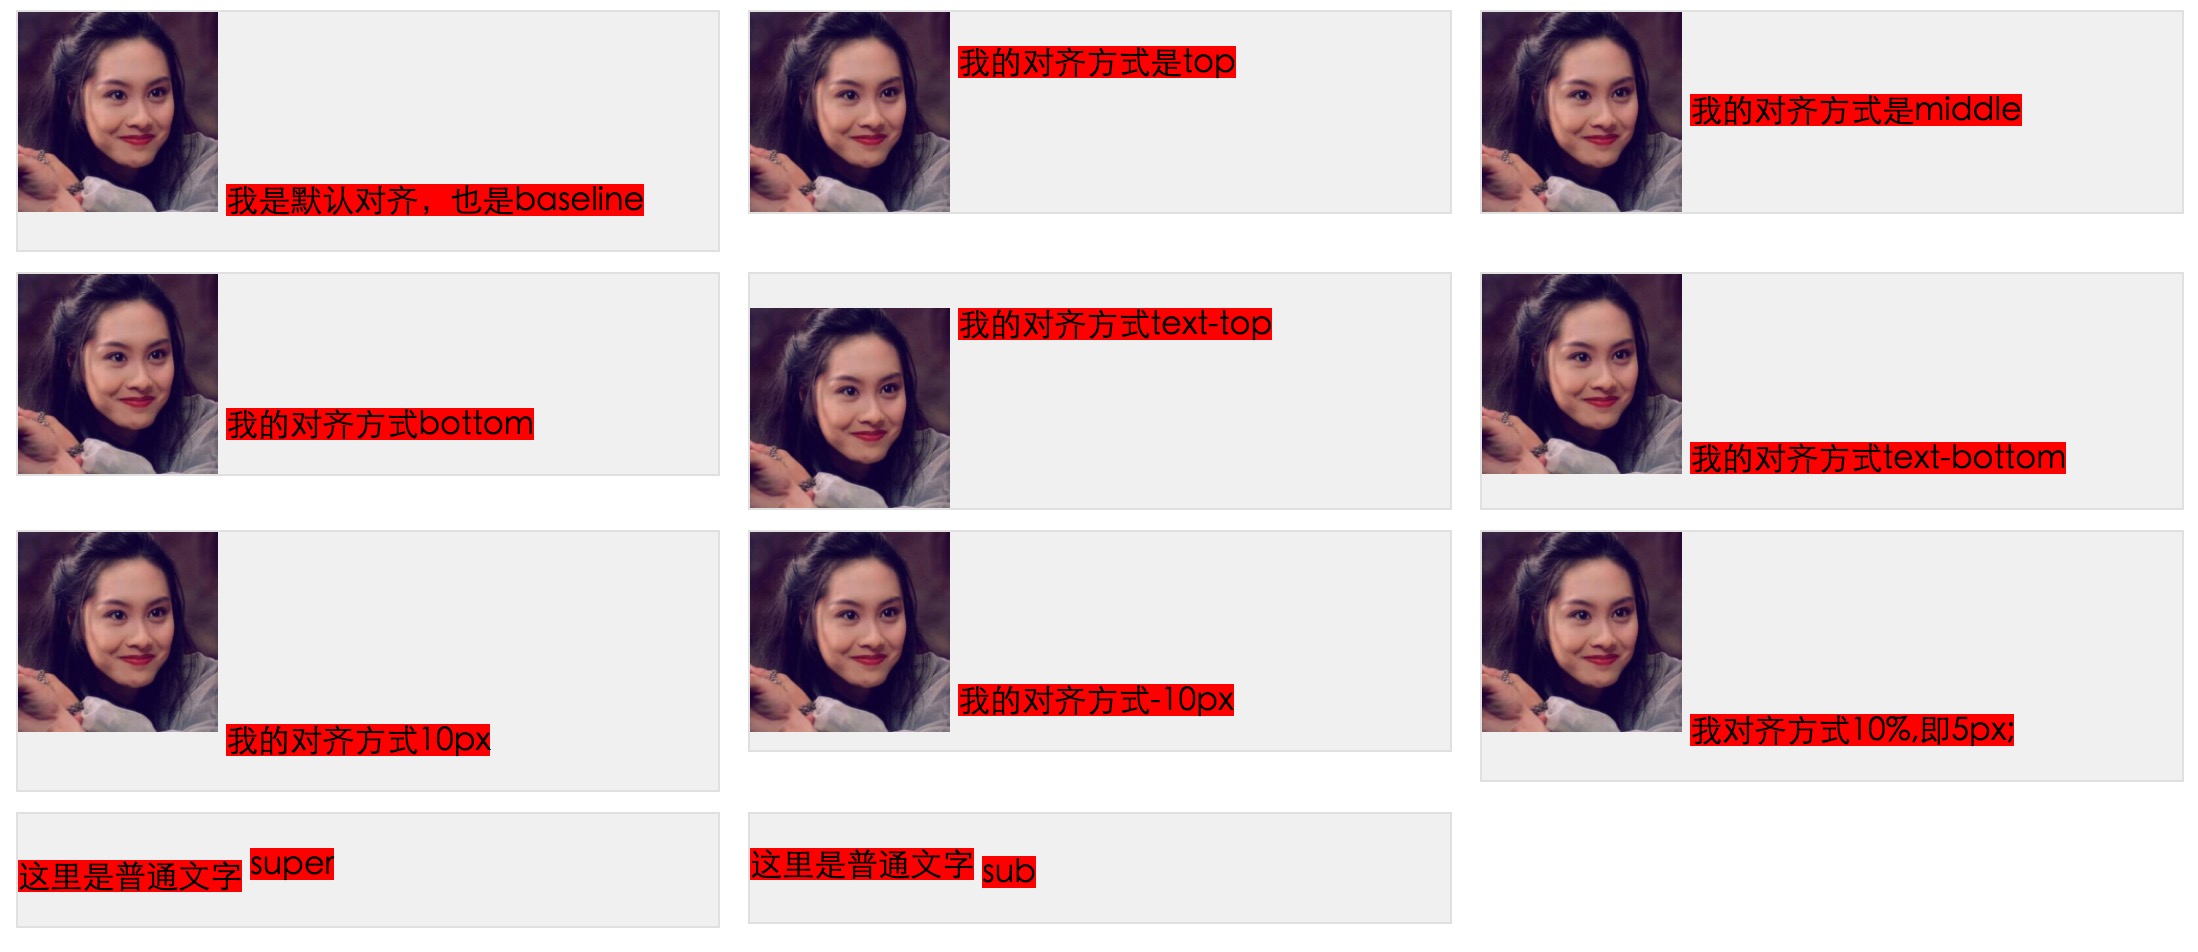 我是默认对齐，也是baseline
我的对齐方式是top
我的对齐方式是middle
我的对齐方式bottom
我的对齐方式text-top
我的对齐方式text-bottom
我的对齐方式10px
我的对齐方式-10px
我对齐方式10%,即5px;
这里是普通文字 super
这里是普通文字 sub